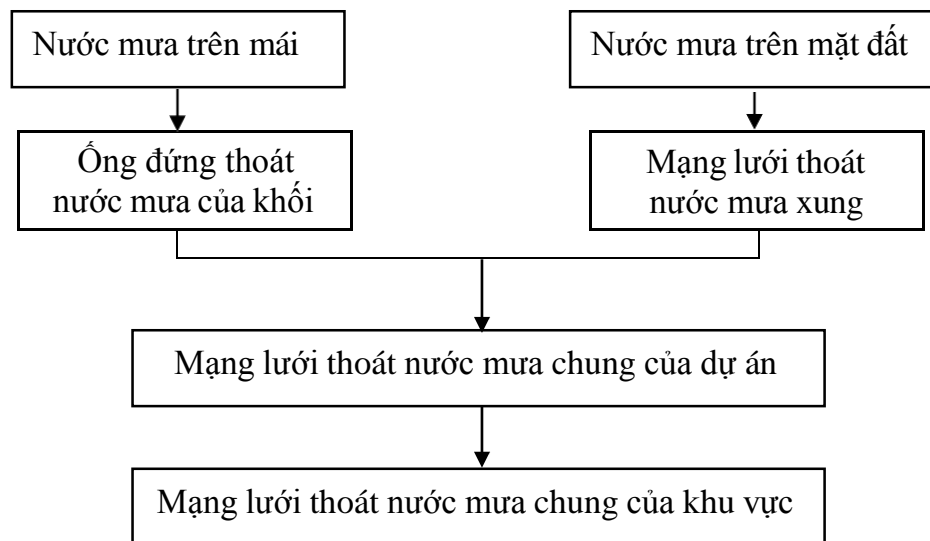 Nước mưa trên mái
Nước mưa trên mặt đất
Ống đứng thoát
nước mưa của khối
Mạng lưới thoát
nước mưa xung
Mạng lưới thoát nước mưa chung của dự án
Mạng lưới thoát nước mưa chung của khu vực